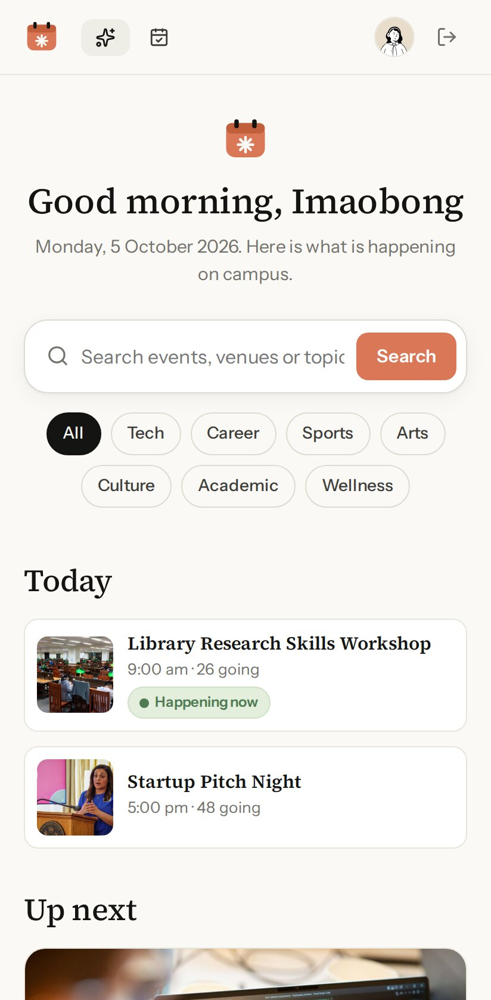 Good morning, Imaobong
Monday, 5 October 2026. Here is what is happening
on campus.
Search events, venues or topic
Search
All
Tech
Career
Sports
Arts
Culture
Academic
Wellness
Today
Library Research Skills Workshop
9:00 am · 26 going
Happening now
Startup Pitch Night
5:00 pm · 48 going
Up next